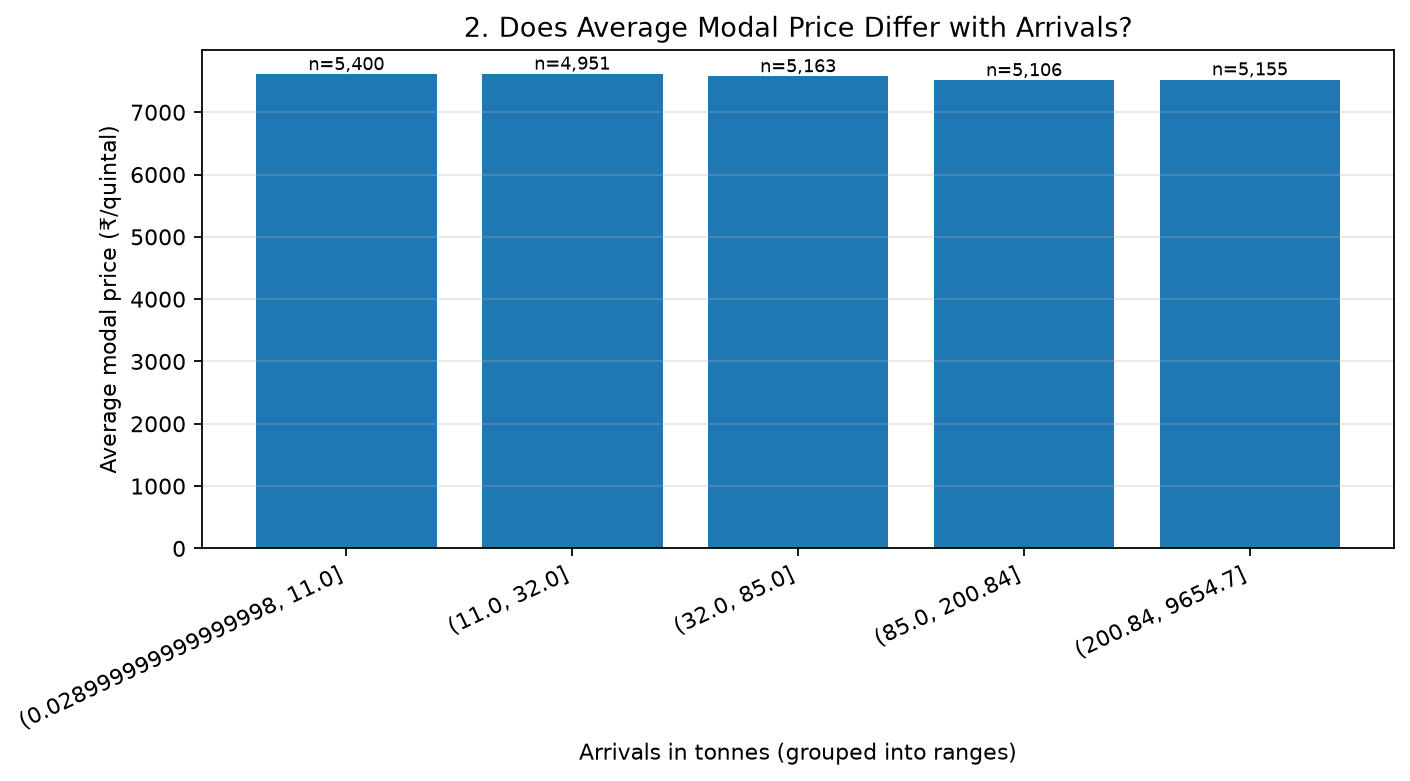 2. Does Average Modal Price Differ with Arrivals?
n=5,400
n=4,951
n=5,163
n=5,106
n=5,155
Average modal price (₹/quintal)
7000
6000
5000
4000
3000
2000
1000
0
(0.028999999999999998, 11.0]
(11.0, 32.0]
(32.0, 85.0]
(85.0, 200.84]
(200.84, 9654.7]
Arrivals in tonnes (grouped into ranges)